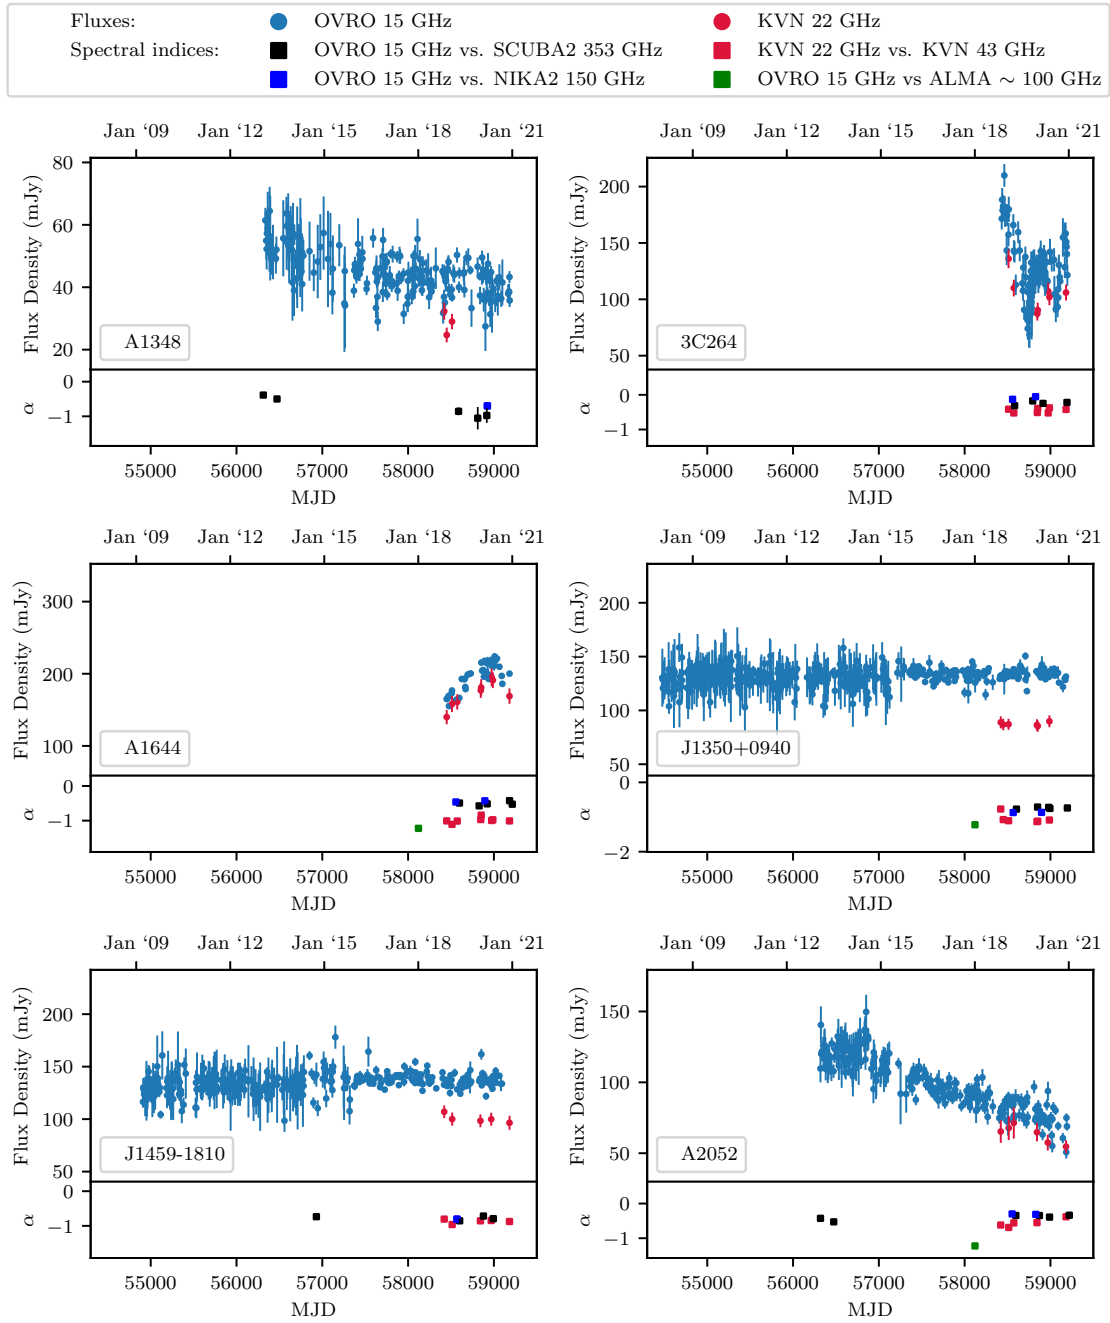 Fluxes: OVRO 15 GHz KVN 22 GHz
Spectral indices: OVRO 15 GHz vs. SCUBA2 353 GHz KVN 22 GHz vs. KVN 43 GHz
OVRO 15 GHz vs. NIKA2 150 GHz OVRO 15 GHz vs ALMA ∼ 100 GHz
Jan ‘09 Jan ‘12 Jan ‘15 Jan ‘18 Jan ‘21
80
60
40
20
Flux Density (mJy)
A1348
0
−1
α
55000 56000 57000 58000 59000
MJD
Jan ‘09 Jan ‘12 Jan ‘15 Jan ‘18 Jan ‘21
200
150
100
50
Flux Density (mJy)
3C264
0
−1
α
55000 56000 57000 58000 59000
MJD
Jan ‘09 Jan ‘12 Jan ‘15 Jan ‘18 Jan ‘21
300
200
100
Flux Density (mJy)
A1644
0
−1
α
55000 56000 57000 58000 59000
MJD
Jan ‘09 Jan ‘12 Jan ‘15 Jan ‘18 Jan ‘21
200
150
100
50
Flux Density (mJy)
J1350+0940
0
−2
α
55000 56000 57000 58000 59000
MJD
Jan ‘09 Jan ‘12 Jan ‘15 Jan ‘18 Jan ‘21
200
150
100
50
Flux Density (mJy)
J1459-1810
0
−1
α
55000 56000 57000 58000 59000
MJD
Jan ‘09 Jan ‘12 Jan ‘15 Jan ‘18 Jan ‘21
150
100
50
Flux Density (mJy)
A2052
0
−1
α
55000 56000 57000 58000 59000
MJD